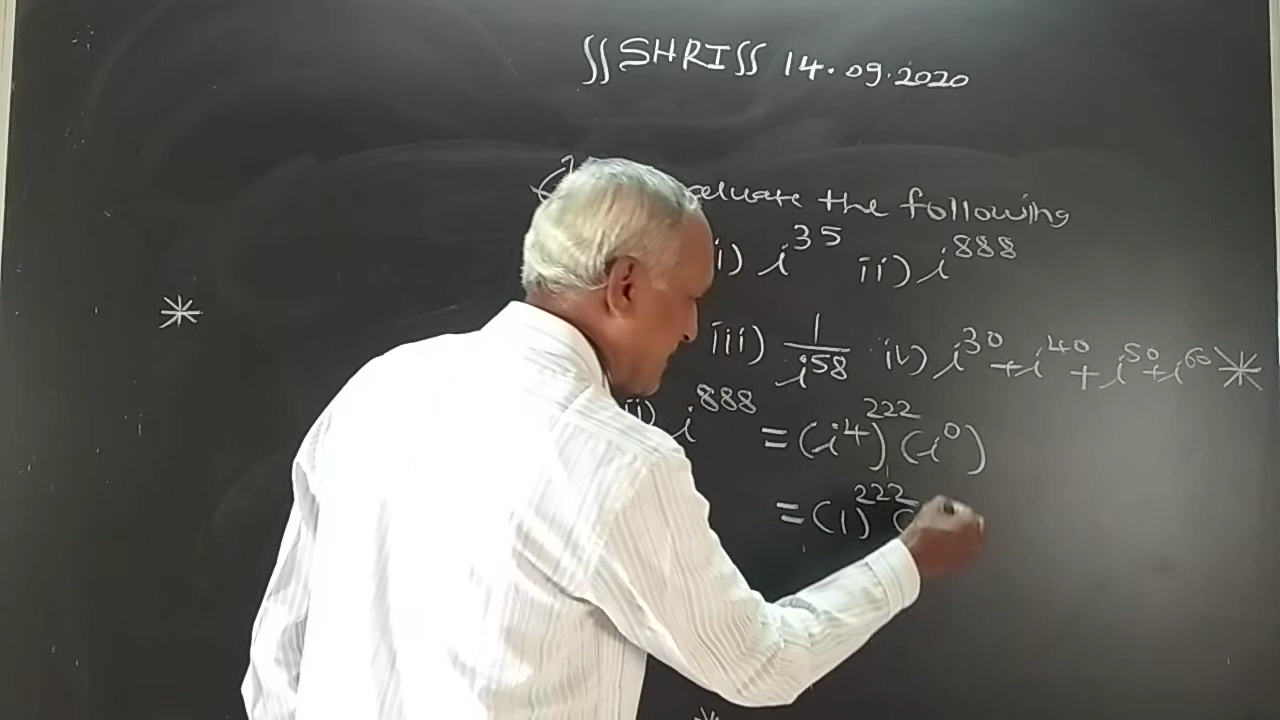 ∬ SHRI ∬ 14.09.2020
the following
i) i^35 ii) i^888
iii) 1/i^58 iv) i^30 + i^40 + i^50 + i^60
ii) i^888 = (i^4)^222 (i^0)
= (1)^222 (